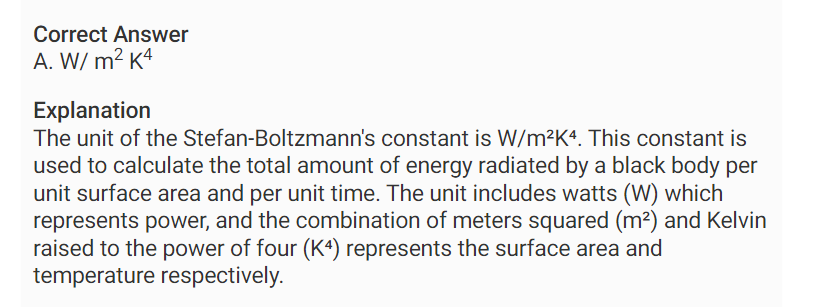 Correct Answer
A. W/ m² K⁴
Explanation
The unit of the Stefan-Boltzmann's constant is W/m²K⁴. This constant is
used to calculate the total amount of energy radiated by a black body per
unit surface area and per unit time. The unit includes watts (W) which
represents power, and the combination of meters squared (m²) and Kelvin
raised to the power of four (K⁴) represents the surface area and
temperature respectively.